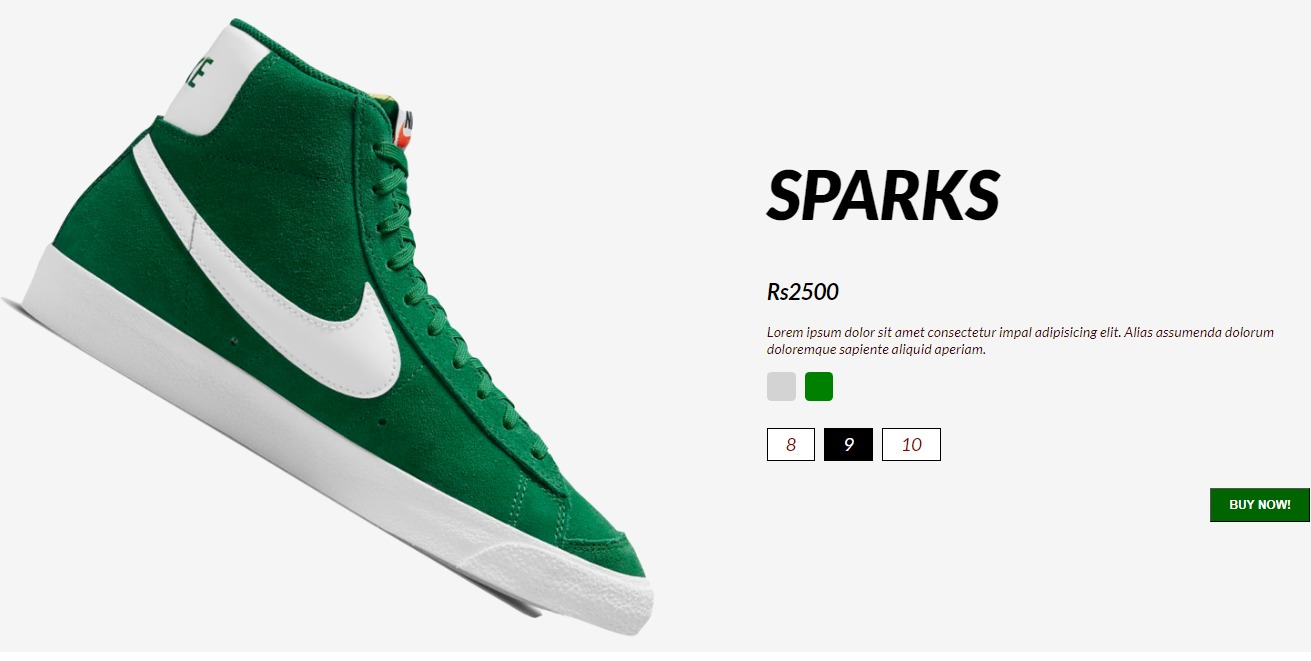 SPARKS
Rs2500
Lorem ipsum dolor sit amet consectetur impal adipisicing elit. Alias assumenda dolorum
doloremque sapiente aliquid aperiam.
8 9 10
BUY NOW!